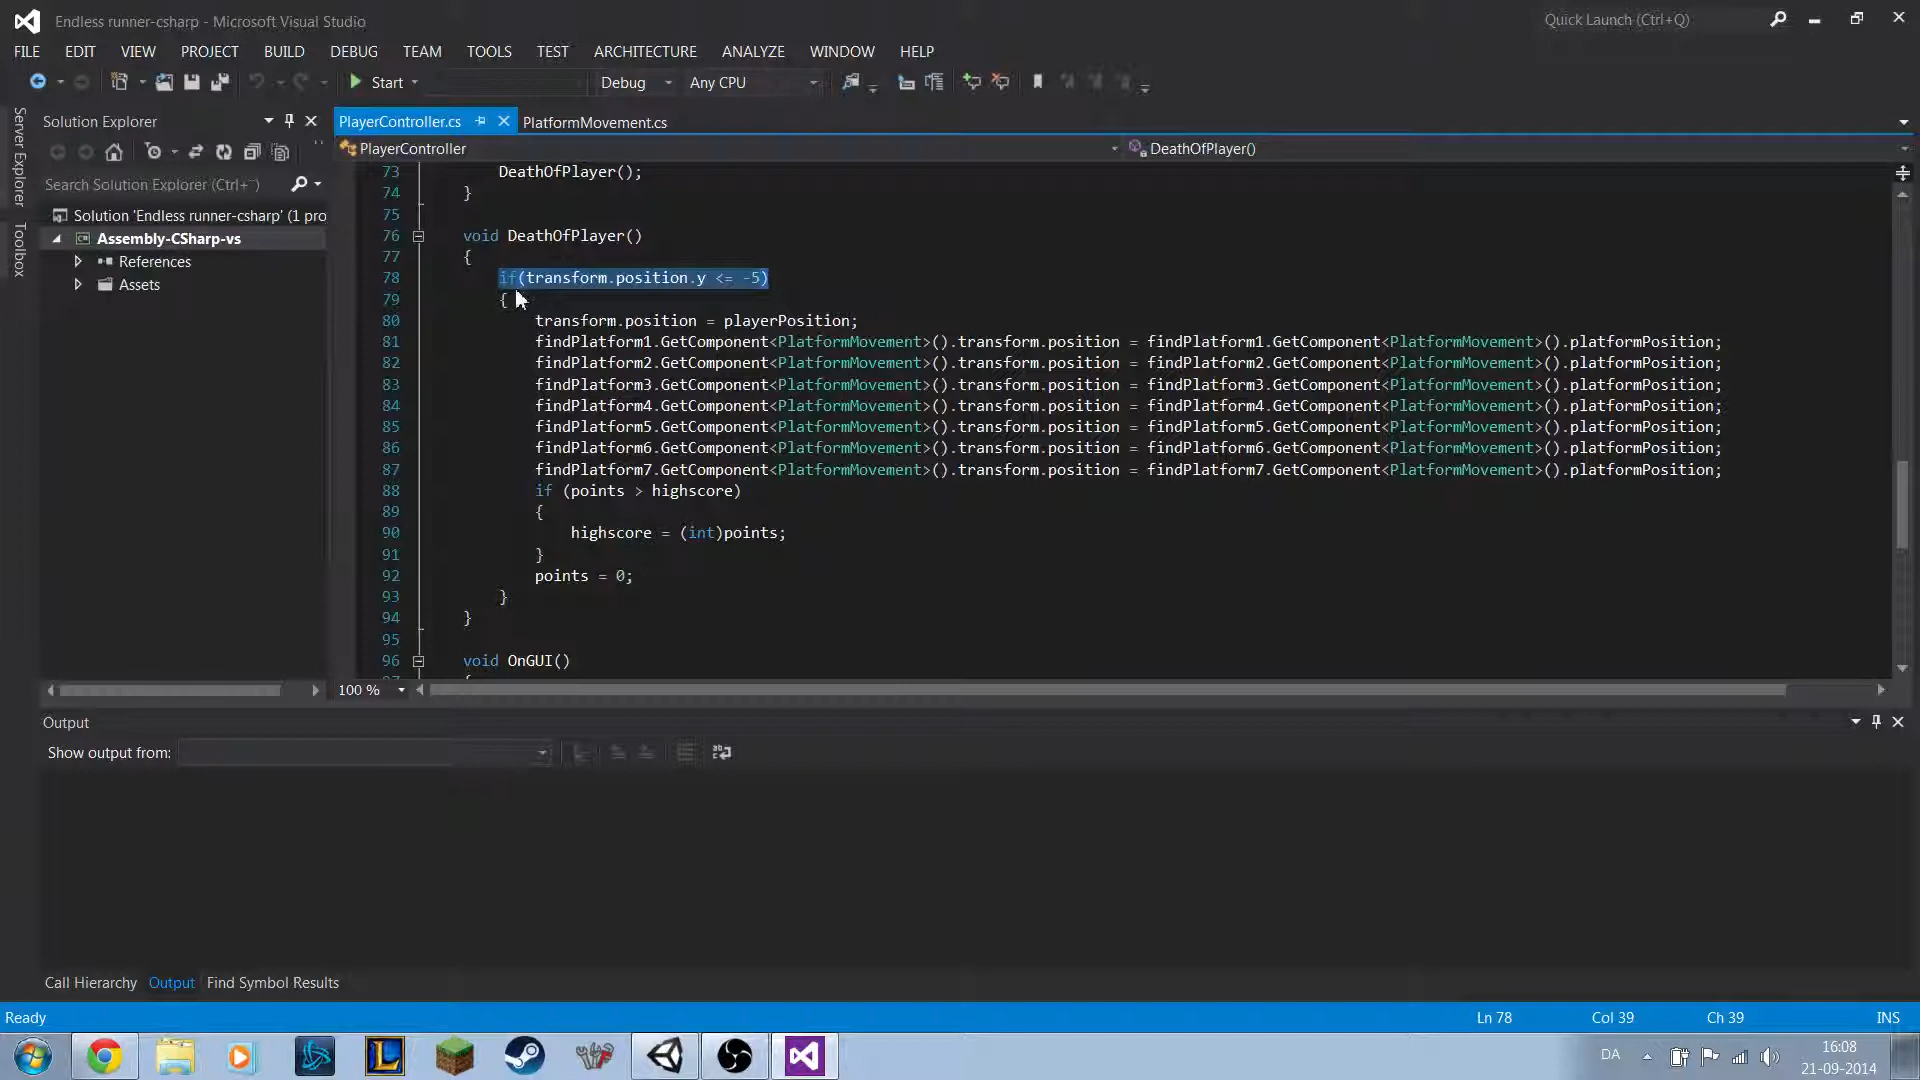 Endless runner-csharp - Microsoft Visual Studio
Quick Launch (Ctrl+Q)
FILE EDIT VIEW PROJECT BUILD DEBUG TEAM TOOLS TEST ARCHITECTURE ANALYZE WINDOW HELP
Start Debug Any CPU
Server Explorer
Toolbox
Solution Explorer
Search Solution Explorer (Ctrl+¨)
Solution 'Endless runner-csharp' (1 pro
Assembly-CSharp-vs
References
Assets
PlayerController.cs PlatformMovement.cs
PlayerController DeathOfPlayer()
73 DeathOfPlayer();
74 }
75
76 void DeathOfPlayer()
77 {
78 if(transform.position.y <= -5)
79 {
80 transform.position = playerPosition;
81 findPlatform1.GetComponent<PlatformMovement>().transform.position = findPlatform1.GetComponent<PlatformMovement>().platformPosition;
82 findPlatform2.GetComponent<PlatformMovement>().transform.position = findPlatform2.GetComponent<PlatformMovement>().platformPosition;
83 findPlatform3.GetComponent<PlatformMovement>().transform.position = findPlatform3.GetComponent<PlatformMovement>().platformPosition;
84 findPlatform4.GetComponent<PlatformMovement>().transform.position = findPlatform4.GetComponent<PlatformMovement>().platformPosition;
85 findPlatform5.GetComponent<PlatformMovement>().transform.position = findPlatform5.GetComponent<PlatformMovement>().platformPosition;
86 findPlatform6.GetComponent<PlatformMovement>().transform.position = findPlatform6.GetComponent<PlatformMovement>().platformPosition;
87 findPlatform7.GetComponent<PlatformMovement>().transform.position = findPlatform7.GetComponent<PlatformMovement>().platformPosition;
88 if (points > highscore)
89 {
90 highscore = (int)points;
91 }
92 points = 0;
93 }
94 }
95
96 void OnGUI()
100 %
Output
Show output from:
Call Hierarchy Output Find Symbol Results
Ready Ln 78 Col 39 Ch 39 INS
DA 16:08
21-09-2014